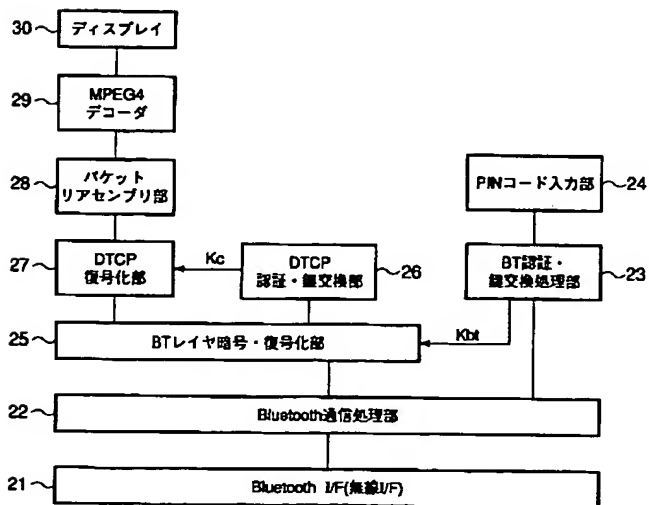 30
ディスプレイ
29
MPEG4
デコーダ
28
パケット
リアセンブリ部
PINコード入力部
24
27
DTCP
復号化部
Kc
DTCP
認証・鍵交換部
26
BT認証・
鍵交換処理部
23
25
BTレイヤ暗号・復号化部
Kbt
22
Bluetooth通信処理部
21
Bluetooth I/F(無線I/F)